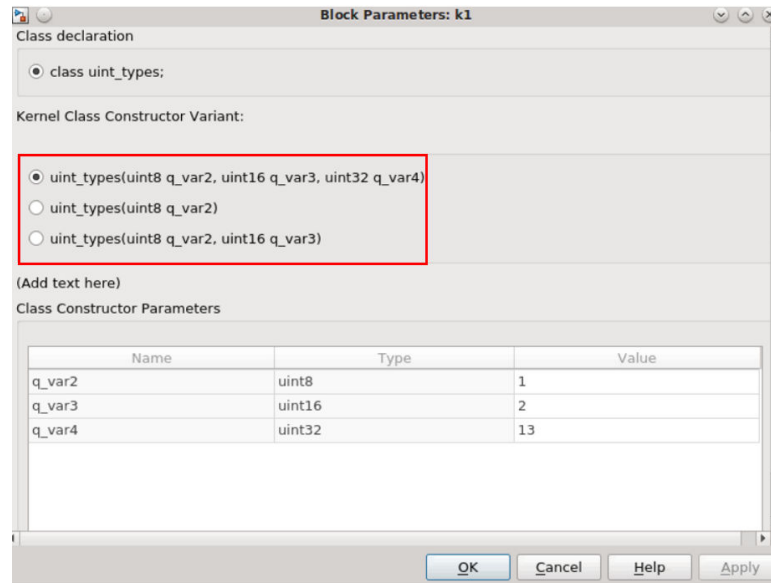 Block Parameters: k1
Class declaration
class uint_types;
Kernel Class Constructor Variant:
uint_types(uint8 q_var2, uint16 q_var3, uint32 q_var4)
uint_types(uint8 q_var2)
uint_types(uint8 q_var2, uint16 q_var3)
(Add text here)
Class Constructor Parameters
Name Type Value
q_var2 uint8 1
q_var3 uint16 2
q_var4 uint32 13
OK Cancel Help Apply